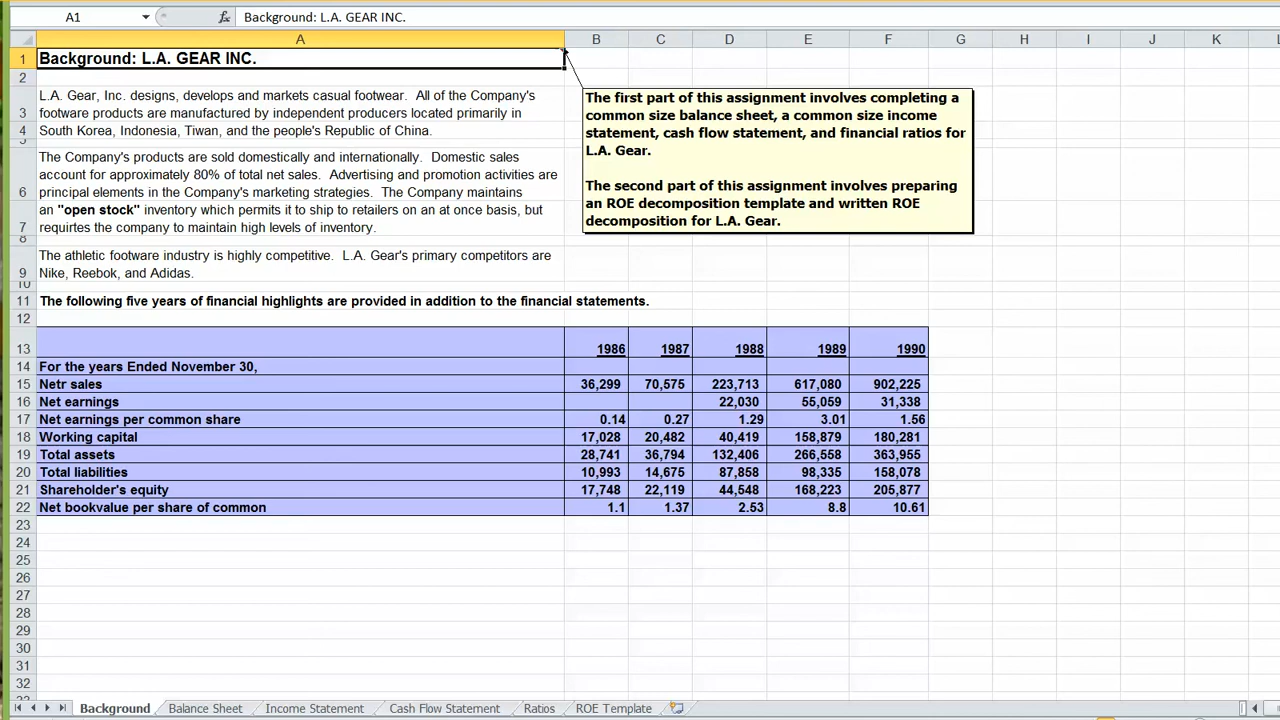 A1 fx Background: L.A. GEAR INC.
A B C D E F G H I J K L
1 Background: L.A. GEAR INC.
2
L.A. Gear, Inc. designs, develops and markets casual footwear. All of the Company's
3 footware products are manufactured by independent producers located primarily in
4 South Korea, Indonesia, Tiwan, and the people's Republic of China.
5
The Company's products are sold domestically and internationally. Domestic sales
account for approximately 80% of total net sales. Advertising and promotion activities are
6 principal elements in the Company's marketing strategies. The Company maintains
an "open stock" inventory which permits it to ship to retailers on an at once basis, but
7 requirtes the company to maintain high levels of inventory.
8
The athletic footware industry is highly competitive. L.A. Gear's primary competitors are
9 Nike, Reebok, and Adidas.
10
The first part of this assignment involves completing a
common size balance sheet, a common size income
statement, cash flow statement, and financial ratios for
L.A. Gear.
The second part of this assignment involves preparing
an ROE decomposition template and written ROE
decomposition for L.A. Gear.
11 The following five years of financial highlights are provided in addition to the financial statements.
12
13 1986 1987 1988 1989 1990
14 For the years Ended November 30,
15 Netr sales 36,299 70,575 223,713 617,080 902,225
16 Net earnings 22,030 55,059 31,338
17 Net earnings per common share 0.14 0.27 1.29 3.01 1.56
18 Working capital 17,028 20,482 40,419 158,879 180,281
19 Total assets 28,741 36,794 132,406 266,558 363,955
20 Total liabilities 10,993 14,675 87,858 98,335 158,078
21 Shareholder's equity 17,748 22,119 44,548 168,223 205,877
22 Net bookvalue per share of common 1.1 1.37 2.53 8.8 10.61
23
24
25
26
27
28
29
30
31
32
33
Background Balance Sheet Income Statement Cash Flow Statement Ratios ROE Template